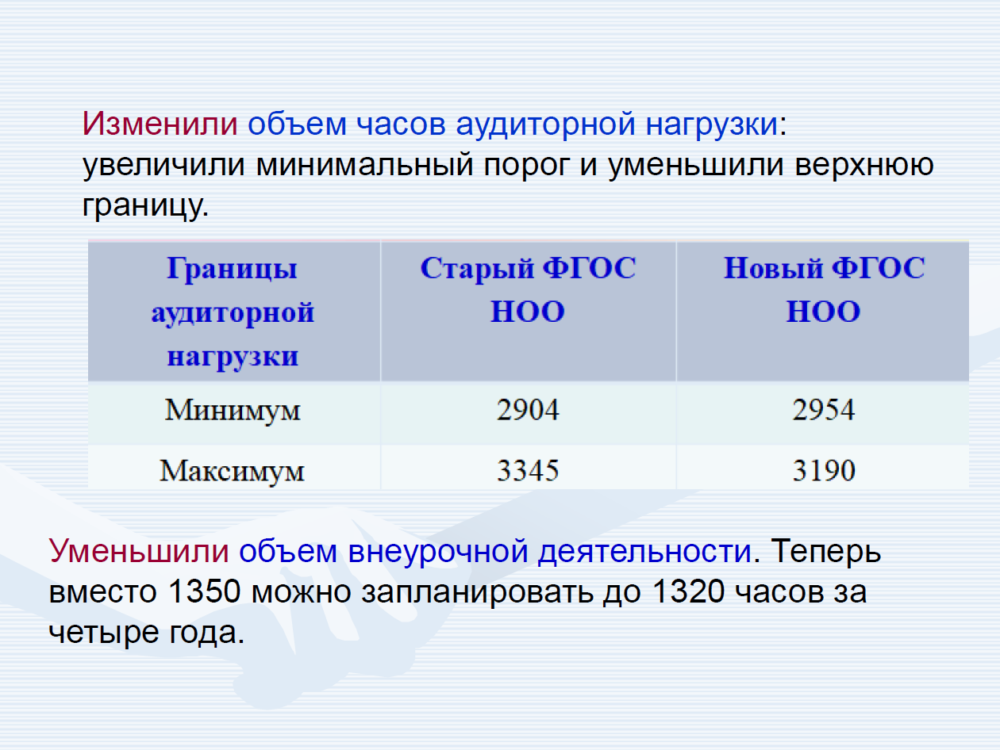 Изменили объем часов аудиторной нагрузки:
увеличили минимальный порог и уменьшили верхнюю
границу.
Границы аудиторной нагрузки Старый ФГОС НОО Новый ФГОС НОО
Минимум 2904 2954
Максимум 3345 3190
Уменьшили объем внеурочной деятельности. Теперь
вместо 1350 можно запланировать до 1320 часов за
четыре года.